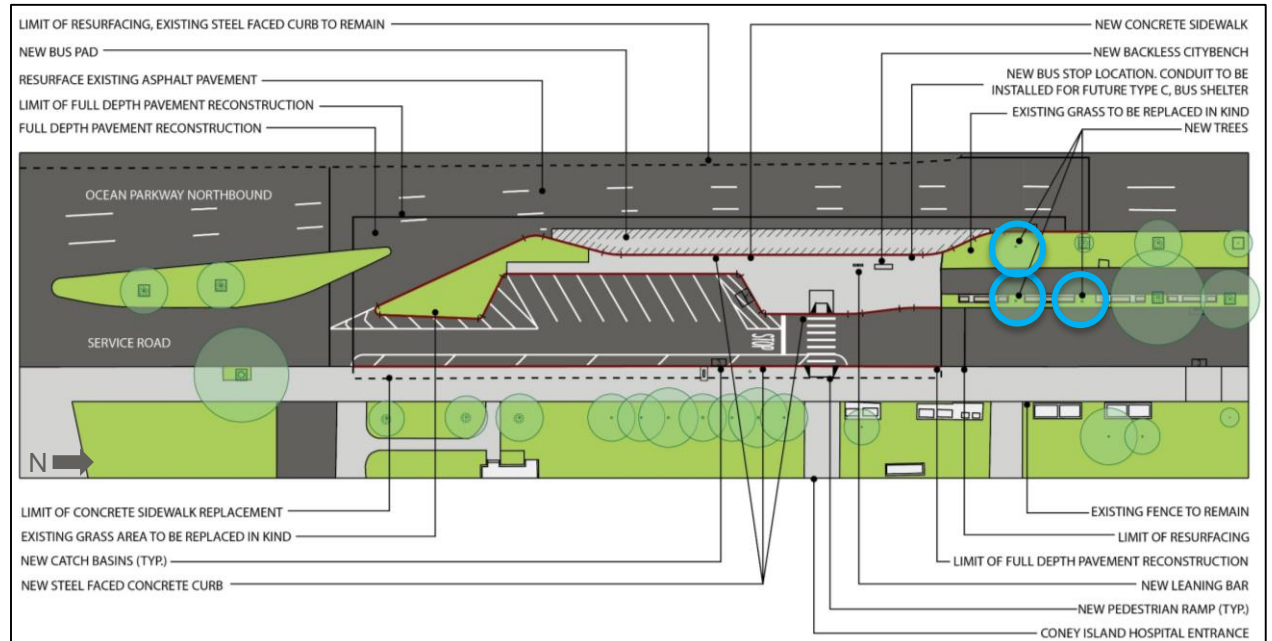 LIMIT OF RESURFACING, EXISTING STEEL FACED CURB TO REMAIN
NEW BUS PAD
RESURFACE EXISTING ASPHALT PAVEMENT
LIMIT OF FULL DEPTH PAVEMENT RECONSTRUCTION
FULL DEPTH PAVEMENT RECONSTRUCTION
NEW CONCRETE SIDEWALK
NEW BACKLESS CITYBENCH
NEW BUS STOP LOCATION. CONDUIT TO BE
INSTALLED FOR FUTURE TYPE C, BUS SHELTER
EXISTING GRASS TO BE REPLACED IN KIND
NEW TREES
OCEAN PARKWAY NORTHBOUND
SERVICE ROAD
STOP
N
LIMIT OF CONCRETE SIDEWALK REPLACEMENT
EXISTING GRASS AREA TO BE REPLACED IN KIND
NEW CATCH BASINS (TYP.)
NEW STEEL FACED CONCRETE CURB
EXISTING FENCE TO REMAIN
LIMIT OF RESURFACING
LIMIT OF FULL DEPTH PAVEMENT RECONSTRUCTION
NEW LEANING BAR
NEW PEDESTRIAN RAMP (TYP.)
CONEY ISLAND HOSPITAL ENTRANCE